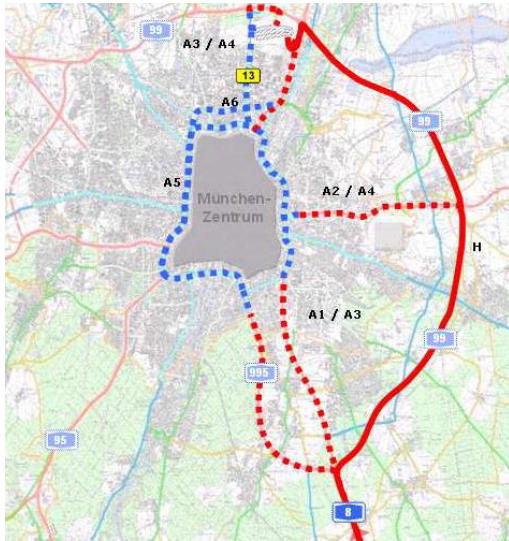 99
A3 / A4
13
A6
99
A5
A2 / A4
München-
Zentrum
H
A1 / A3
99
995
95
8